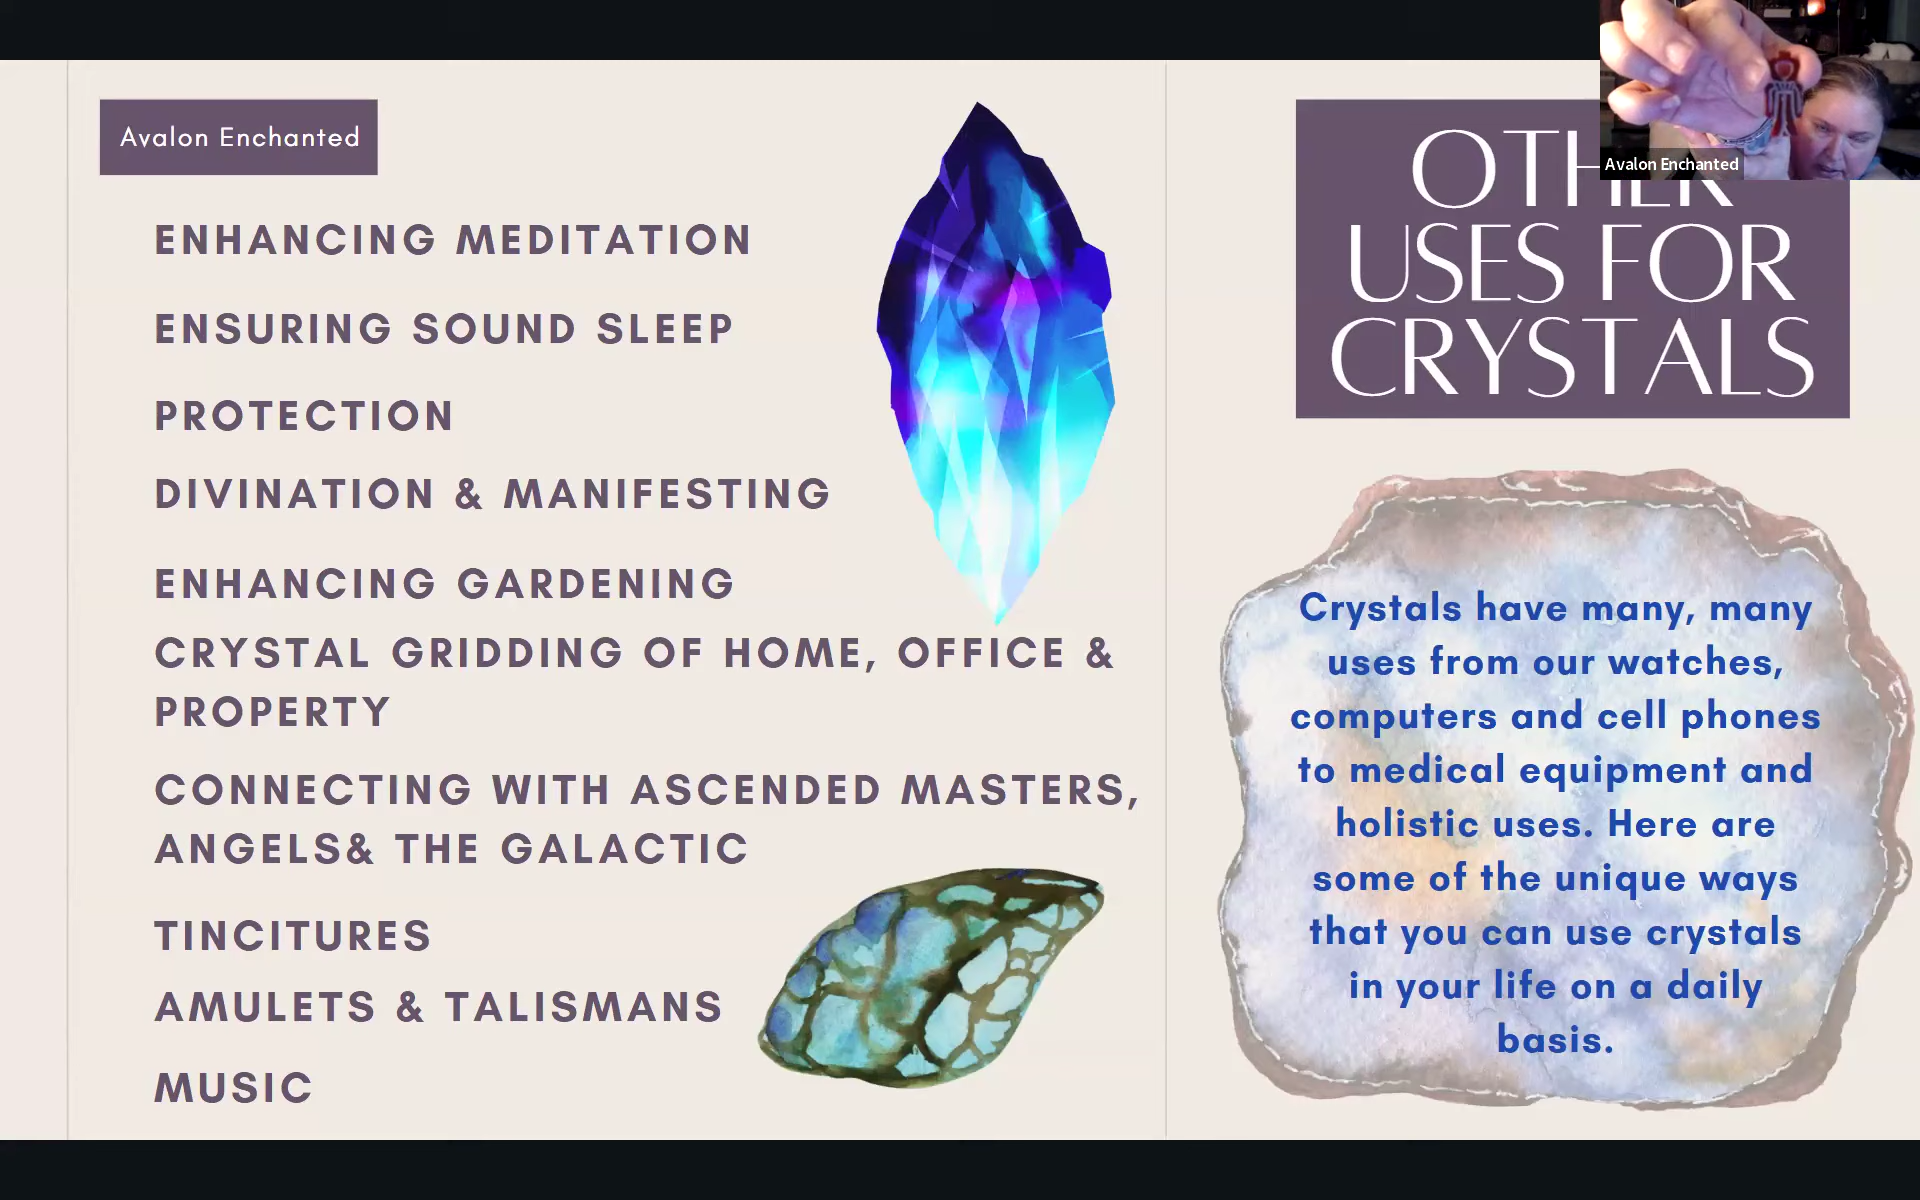 Avalon Enchanted
ENHANCING MEDITATION
ENSURING SOUND SLEEP
PROTECTION
DIVINATION & MANIFESTING
ENHANCING GARDENING
CRYSTAL GRIDDING OF HOME, OFFICE &
PROPERTY
CONNECTING WITH ASCENDED MASTERS,
ANGELS& THE GALACTIC
TINCITURES
AMULETS & TALISMANS
MUSIC
Avalon Enchanted
OTHER
USES FOR
CRYSTALS
Crystals have many, many
uses from our watches,
computers and cell phones
to medical equipment and
holistic uses. Here are
some of the unique ways
that you can use crystals
in your life on a daily
basis.